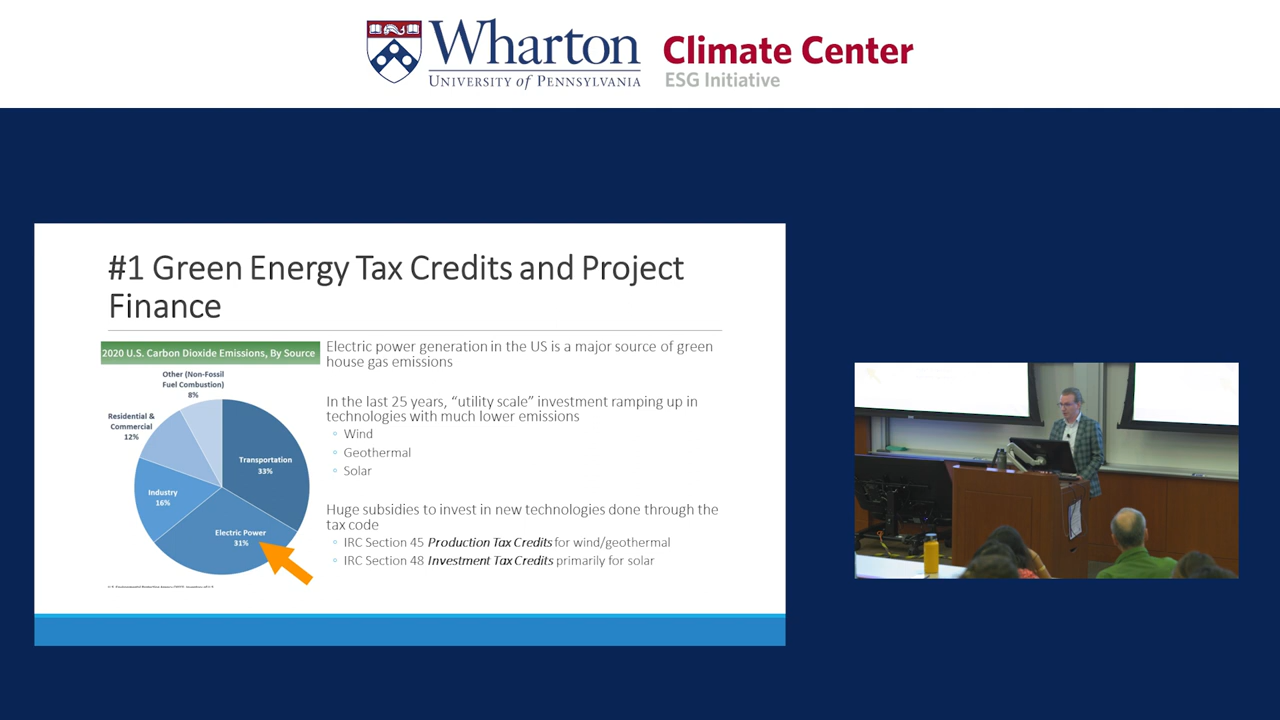 Wharton
UNIVERSITY of PENNSYLVANIA
Climate Center
ESG Initiative
#1 Green Energy Tax Credits and Project
Finance
2020 U.S. Carbon Dioxide Emissions, By Source
Other (Non-Fossil
Fuel Combustion)
8%
Residential &
Commercial
12%
Transportation
33%
Industry
16%
Electric Power
31%
Electric power generation in the US is a major source of green
house gas emissions
In the last 25 years, “utility scale” investment ramping up in
technologies with much lower emissions
◦ Wind
◦ Geothermal
◦ Solar
Huge subsidies to invest in new technologies done through the
tax code
◦ IRC Section 45 Production Tax Credits for wind/geothermal
◦ IRC Section 48 Investment Tax Credits primarily for solar